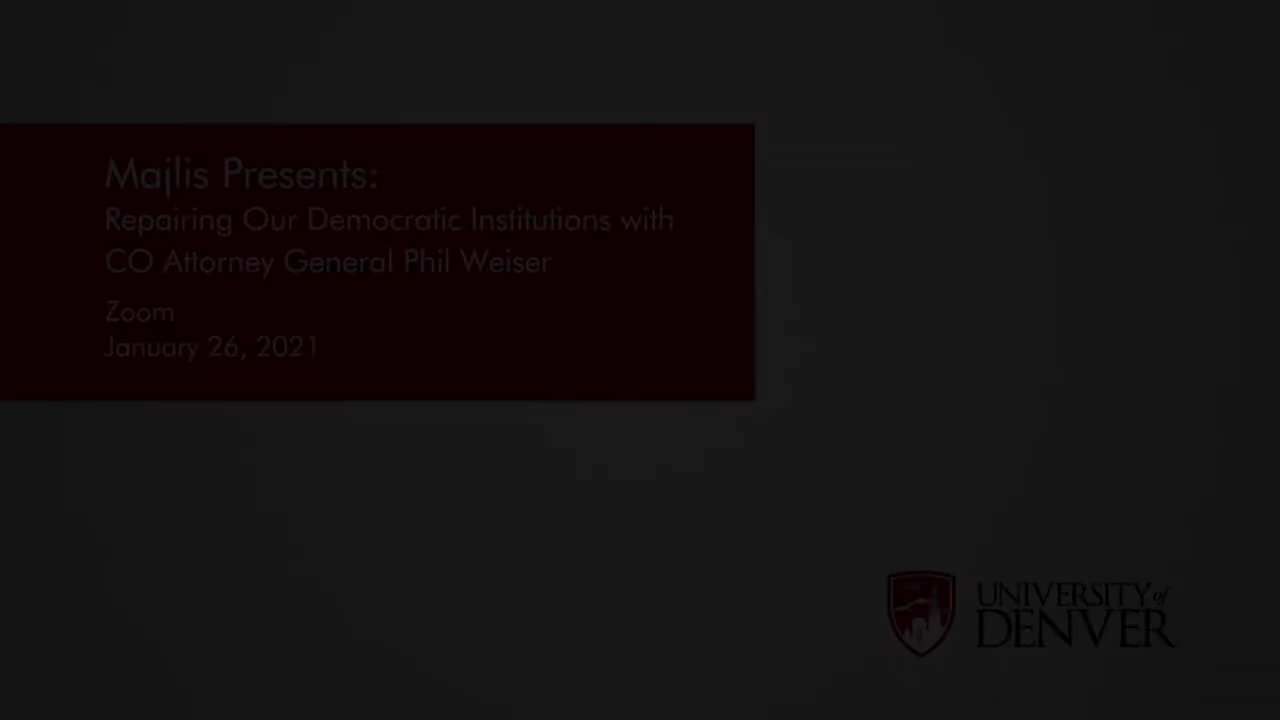 Majlis Presents:
Repairing Our Democratic Institutions with
CO Attorney General Phil Weiser
Zoom
January 26, 2021
UNIVERSITY of
DENVER